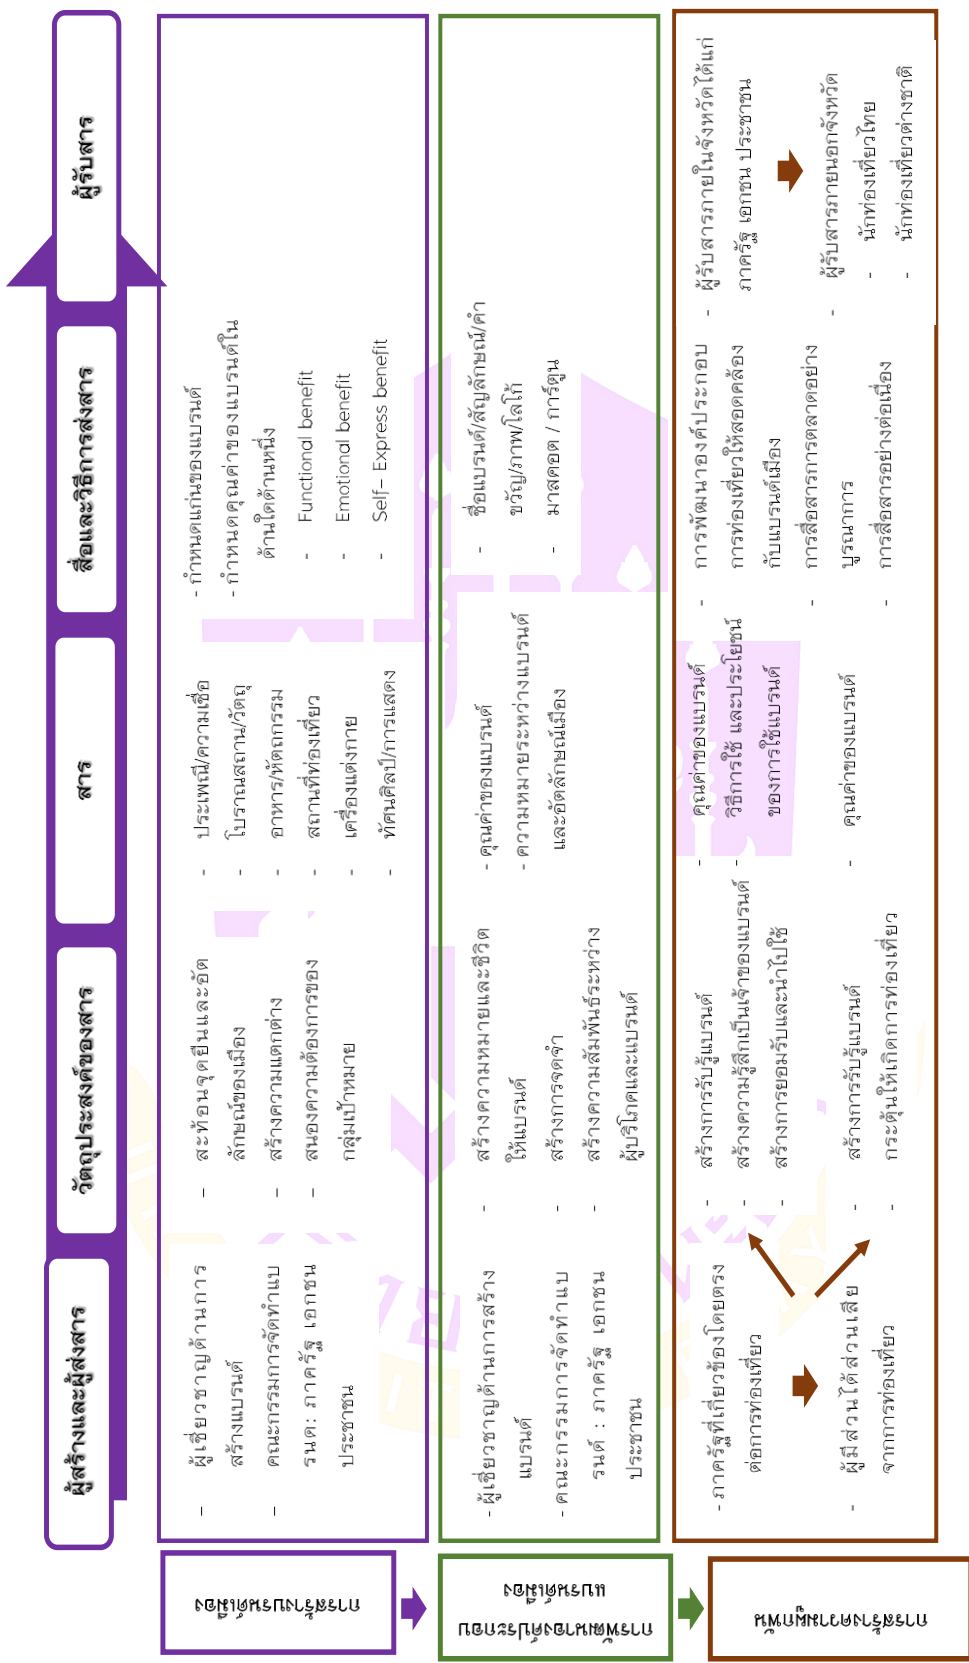 ผู้สร้างและผู้ส่งสาร
วัตถุประสงค์ของสาร
สาร
สื่อและวิธีการส่งสาร
ผู้รับสาร
การสร้างแบรนด์เมือง
– ผู้เชี่ยวชาญด้านการ
สร้างแบรนด์
– คณะกรรมการจัดทำแบ
รนด: ภาครัฐ เอกชน
ประชาชน
– สะท้อนจุดยืนและอัต
ลักษณ์ของเมือง
– สร้างความแตกต่าง
– สนองความต้องการของ
กลุ่มเป้าหมาย
- ประเพณี/ความเชื่อ
- โบราณสถาน/วัตถุ
- อาหาร/หัตถกรรม
- สถานที่ท่องเที่ยว
- เครื่องแต่งกาย
- ทัศนศิลป์/การแสดง
- กำหนดแก่นของแบรนด์
- กำหนดคุณค่าของแบรนด์ใน
ด้านใดด้านหนึ่ง
- Functional benefit
- Emotional benefit
- Self– Express benefit
การพัฒนาองค์ประกอบ
แบรนด์เมือง
- ผู้เชี่ยวชาญด้านการสร้าง
แบรนด์
- คณะกรรมการจัดทำแบ
รนด์ : ภาครัฐ เอกชน
ประชาชน
- สร้างความหมายและชีวิต
ให้แบรนด์
- สร้างการจดจำ
- สร้างความสัมพันธ์ระหว่าง
ผู้บริโภคและแบรนด์
- คุณค่าของแบรนด์
- ความหมายระหว่างแบรนด์
และอัตลักษณ์เมือง
- ชื่อแบรนด์/สัญลักษณ์/คำ
ขวัญ/ภาพ/โลโก้
- มาสคอต / การ์ตูน
การสร้างความผูกพัน
- ภาครัฐที่เกี่ยวข้องโดยตรง
ต่อการท่องเที่ยว
- ผู้มีส่วนได้ส่วนเสีย
จากการท่องเที่ยว
- สร้างการรับรู้แบรนด์
- สร้างความรู้สึกเป็นเจ้าของแบรนด์
- สร้างการยอมรับและนำไปใช้
- สร้างการรับรู้แบรนด์
- กระตุ้นให้เกิดการท่องเที่ยว
- คุณค่าของแบรนด์
- วิธีการใช้ และประโยชน์
ของการใช้แบรนด์
- คุณค่าของแบรนด์
- การพัฒนาองค์ประกอบ
การท่องเที่ยวให้สอดคล้อง
กับแบรนด์เมือง
- การสื่อสารการตลาดอย่าง
บูรณาการ
- การสื่อสารอย่างต่อเนื่อง
- ผู้รับสารภายในจังหวัดได้แก่
ภาครัฐ เอกชน ประชาชน
- ผู้รับสารภายนอกจังหวัด
- นักท่องเที่ยวไทย
- นักท่องเที่ยวต่างชาติ